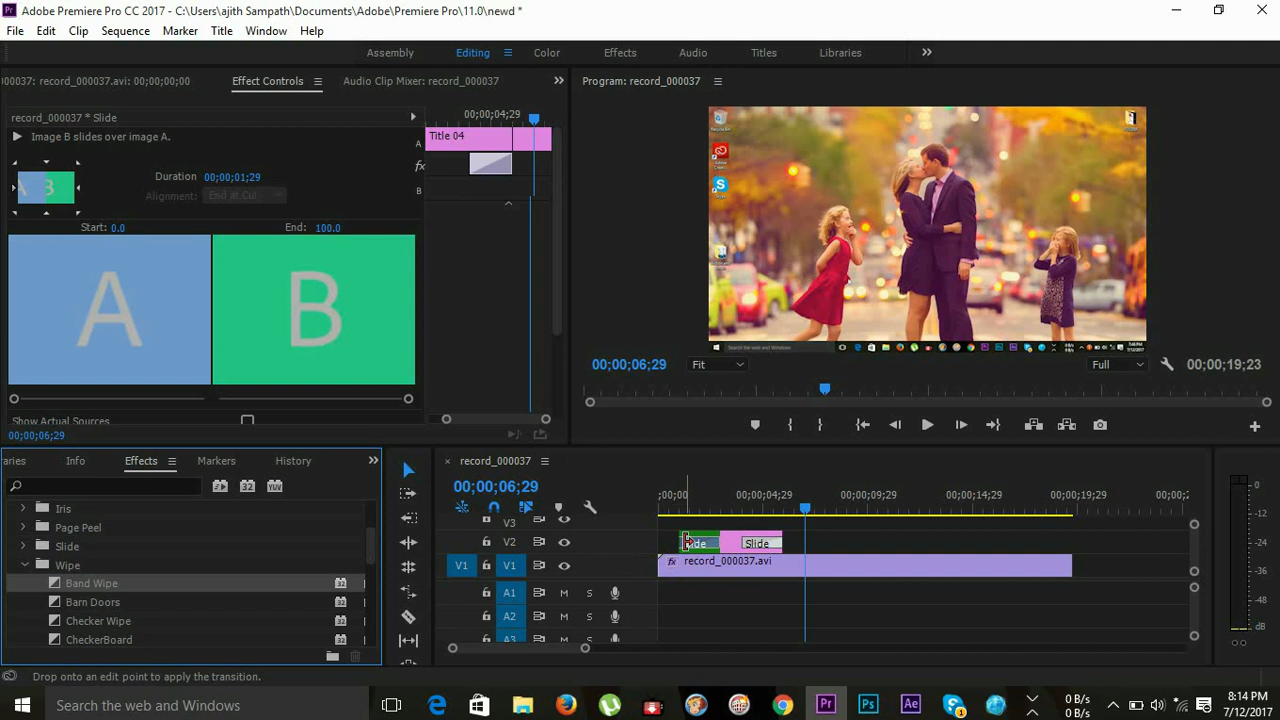 Adobe Premiere Pro CC 2017 - C:\Users\ajith Sampath\Documents\Adobe\Premiere Pro\11.0\newd *
File Edit Clip Sequence Marker Title Window Help
Assembly Editing Color Effects Audio Titles Libraries
00037: record_000037.avi: 00;00;00;00 Effect Controls Audio Clip Mixer: record_000037
Program: record_000037
record_000037 * Slide
00;00;04;29
Image B slides over image A.
A Title 04
fx
B
Duration 00;00;01;29
Alignment: End at Cut
Start: 0.0 End: 100.0
A B
Show Actual Sources
00;00;06;29
00;00;06;29 Fit Full 00;00;19;23
Info Effects Markers History
Iris
Page Peel
Slide
Wipe
Band Wipe
Barn Doors
Checker Wipe
CheckerBoard
record_000037
00;00;06;29
;00;00 00;00;04;29 00;00;09;29 00;00;14;29 00;00;19;29 00;00;2
V3
V2 Slide
V1 V1 fx record_000037.avi
A1 M S
A2 M S
A3 M S
0
-12
-24
-36
-48
dB
Drop onto an edit point to apply the transition.
Search the web and Windows
0 B/s
0 B/s
8:14 PM
7/12/2017